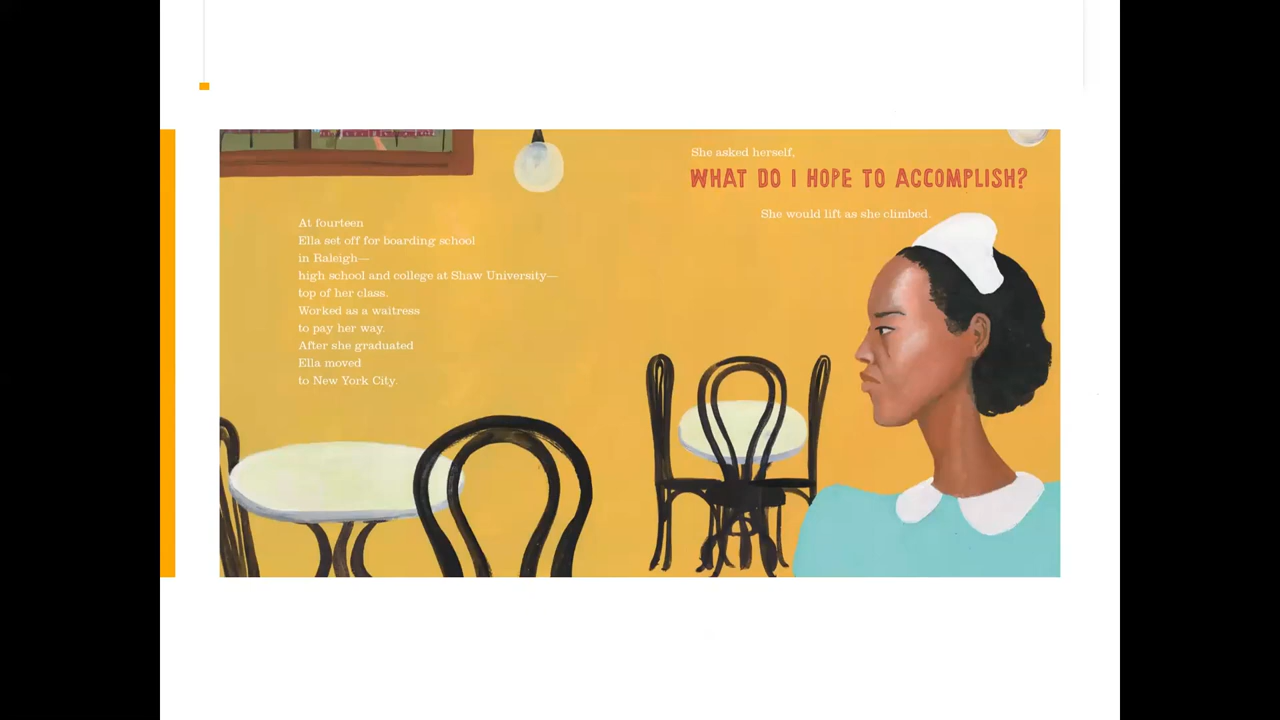 At fourteen
Ella set off for boarding school
in Raleigh—
high school and college at Shaw University—
top of her class.
Worked as a waitress
to pay her way.
After she graduated
Ella moved
to New York City.
She asked herself,
WHAT DO I HOPE TO ACCOMPLISH?
She would lift as she climbed.